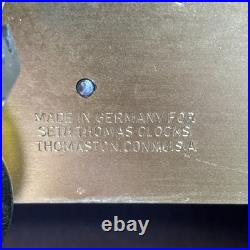 MADE IN GERMANY FOR
SETH THOMAS CLOCKS
THOMASTON.CONN.U.S.A.